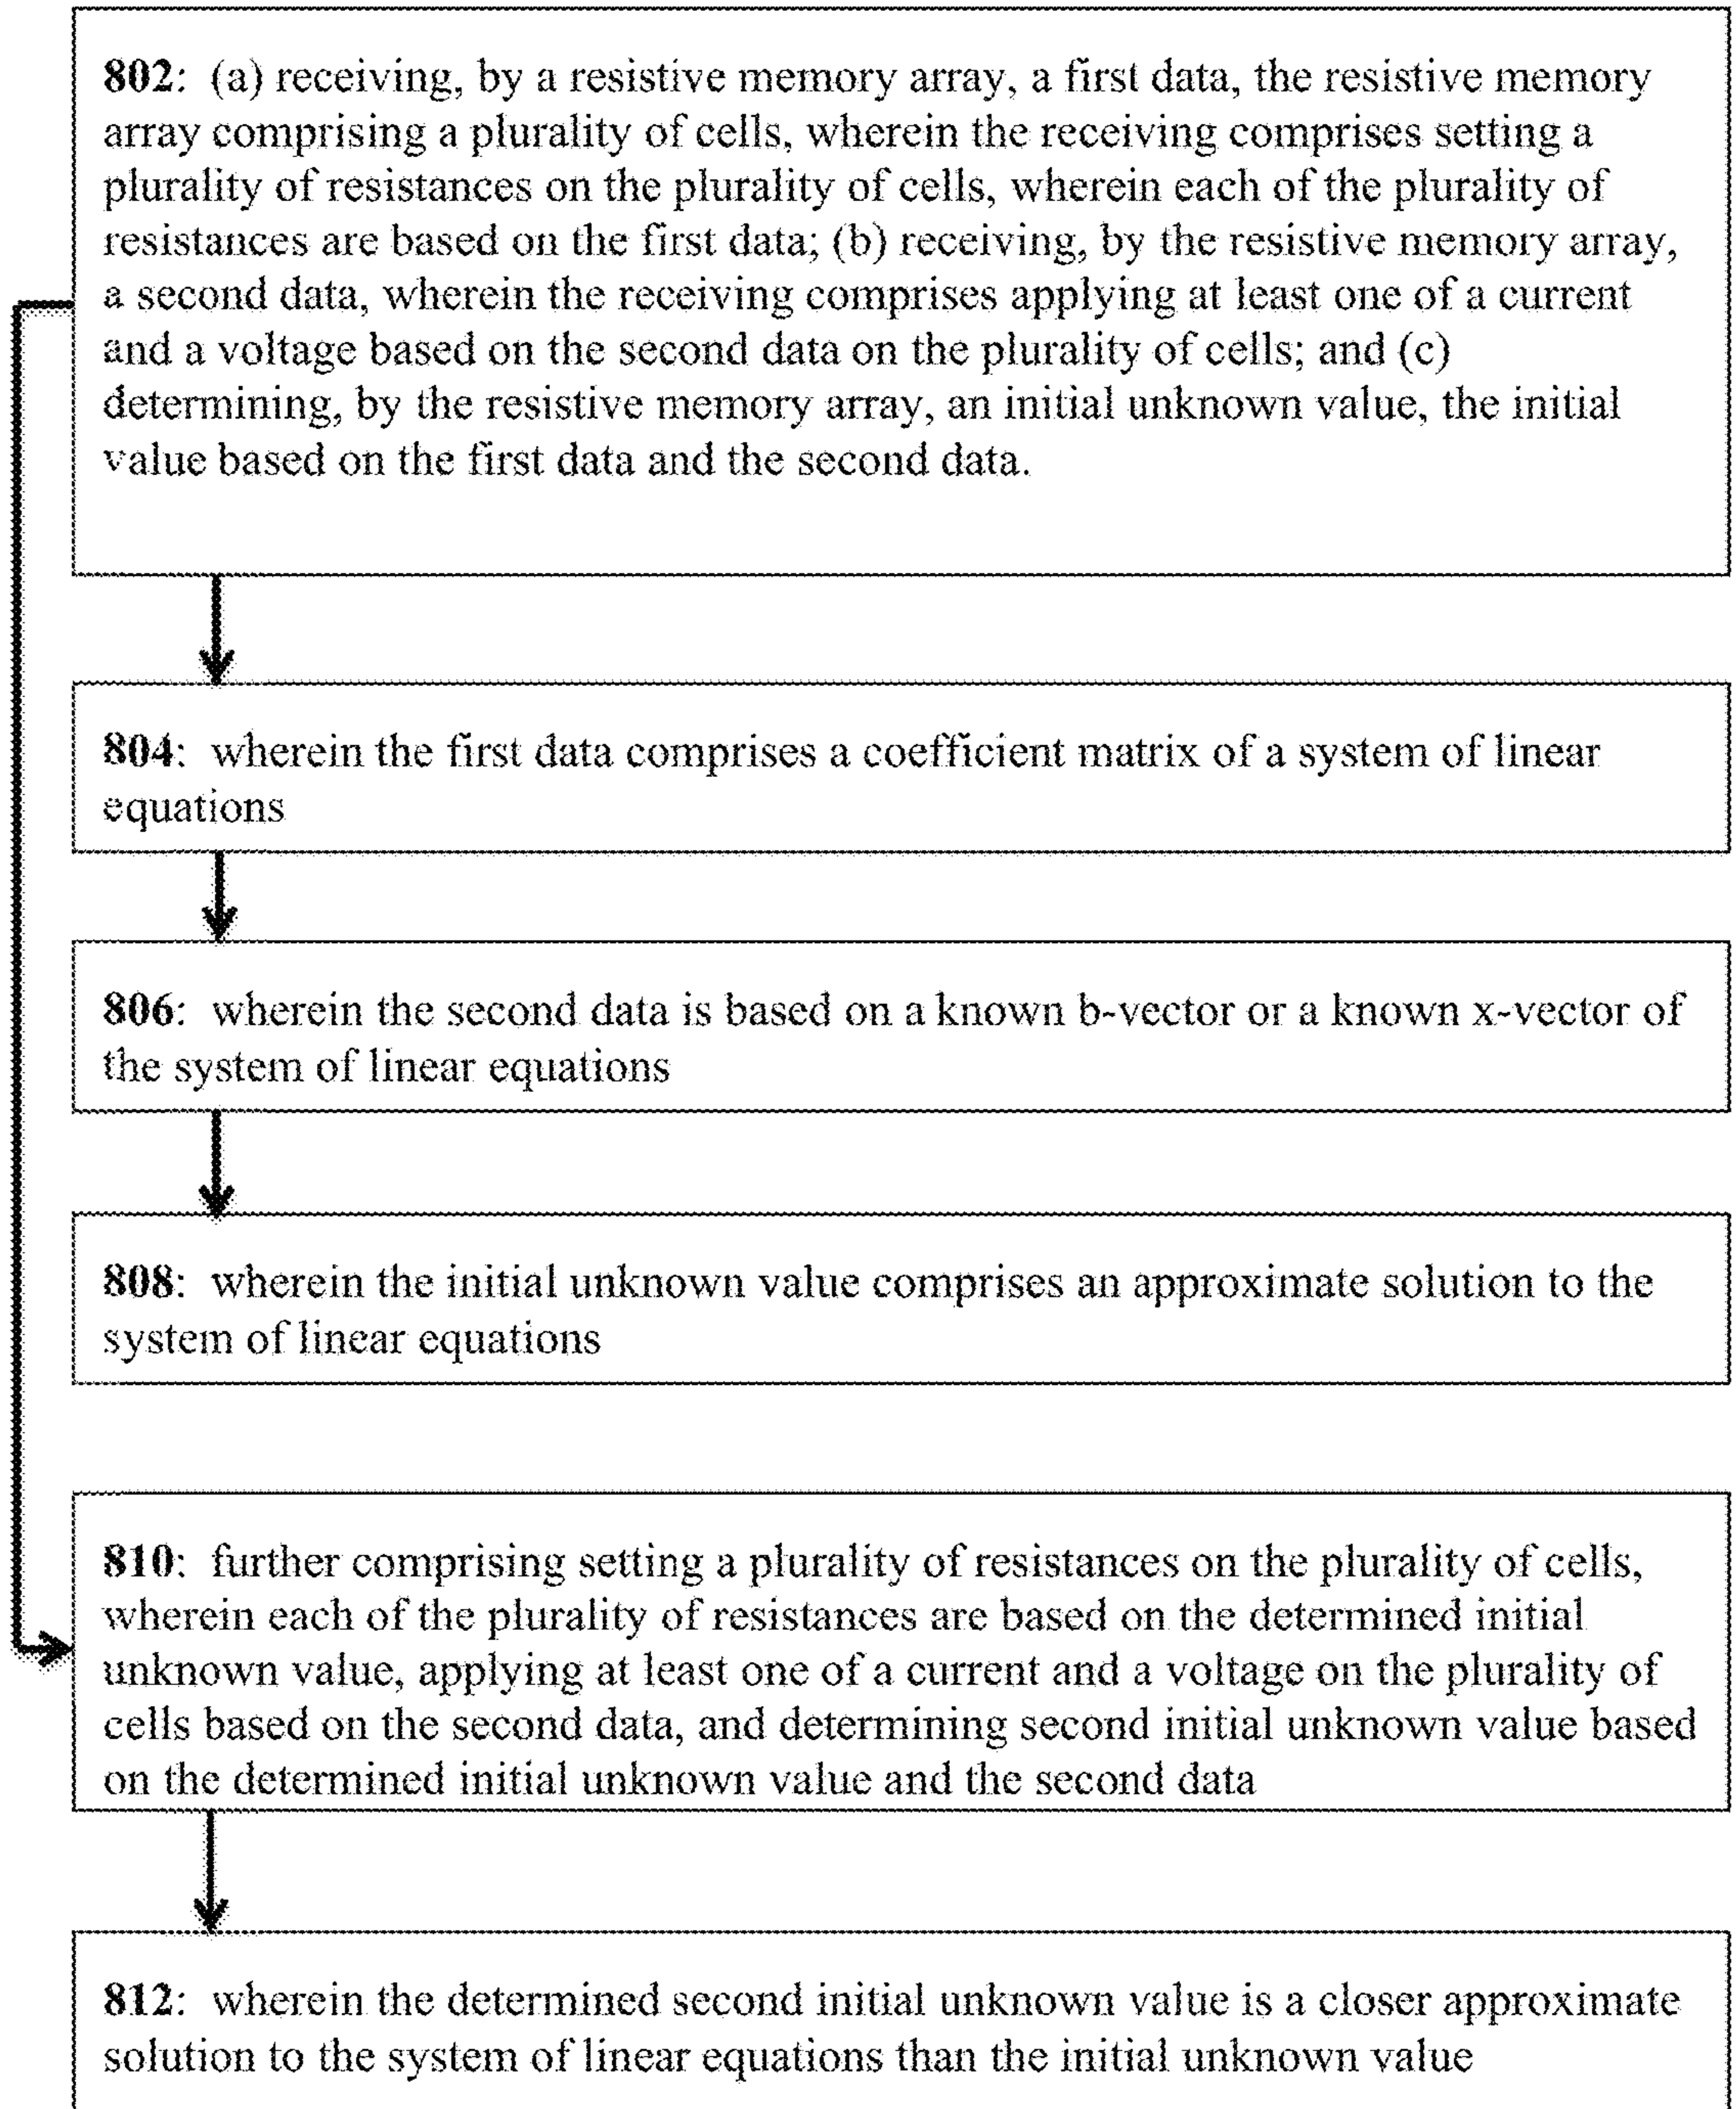 802: (a) receiving, by a resistive memory array, a first data, the resistive memory
array comprising a plurality of cells, wherein the receiving comprises setting a
plurality of resistances on the plurality of cells, wherein each of the plurality of
resistances are based on the first data; (b) receiving, by the resistive memory array,
a second data, wherein the receiving comprises applying at least one of a current
and a voltage based on the second data on the plurality of cells; and (c)
determining, by the resistive memory array, an initial unknown value, the initial
value based on the first data and the second data.
804: wherein the first data comprises a coefficient matrix of a system of linear
equations
806: wherein the second data is based on a known b-vector or a known x-vector of
the system of linear equations
808: wherein the initial unknown value comprises an approximate solution to the
system of linear equations
810: further comprising setting a plurality of resistances on the plurality of cells,
wherein each of the plurality of resistances are based on the determined initial
unknown value, applying at least one of a current and a voltage on the plurality of
cells based on the second data, and determining second initial unknown value based
on the determined initial unknown value and the second data
812: wherein the determined second initial unknown value is a closer approximate
solution to the system of linear equations than the initial unknown value